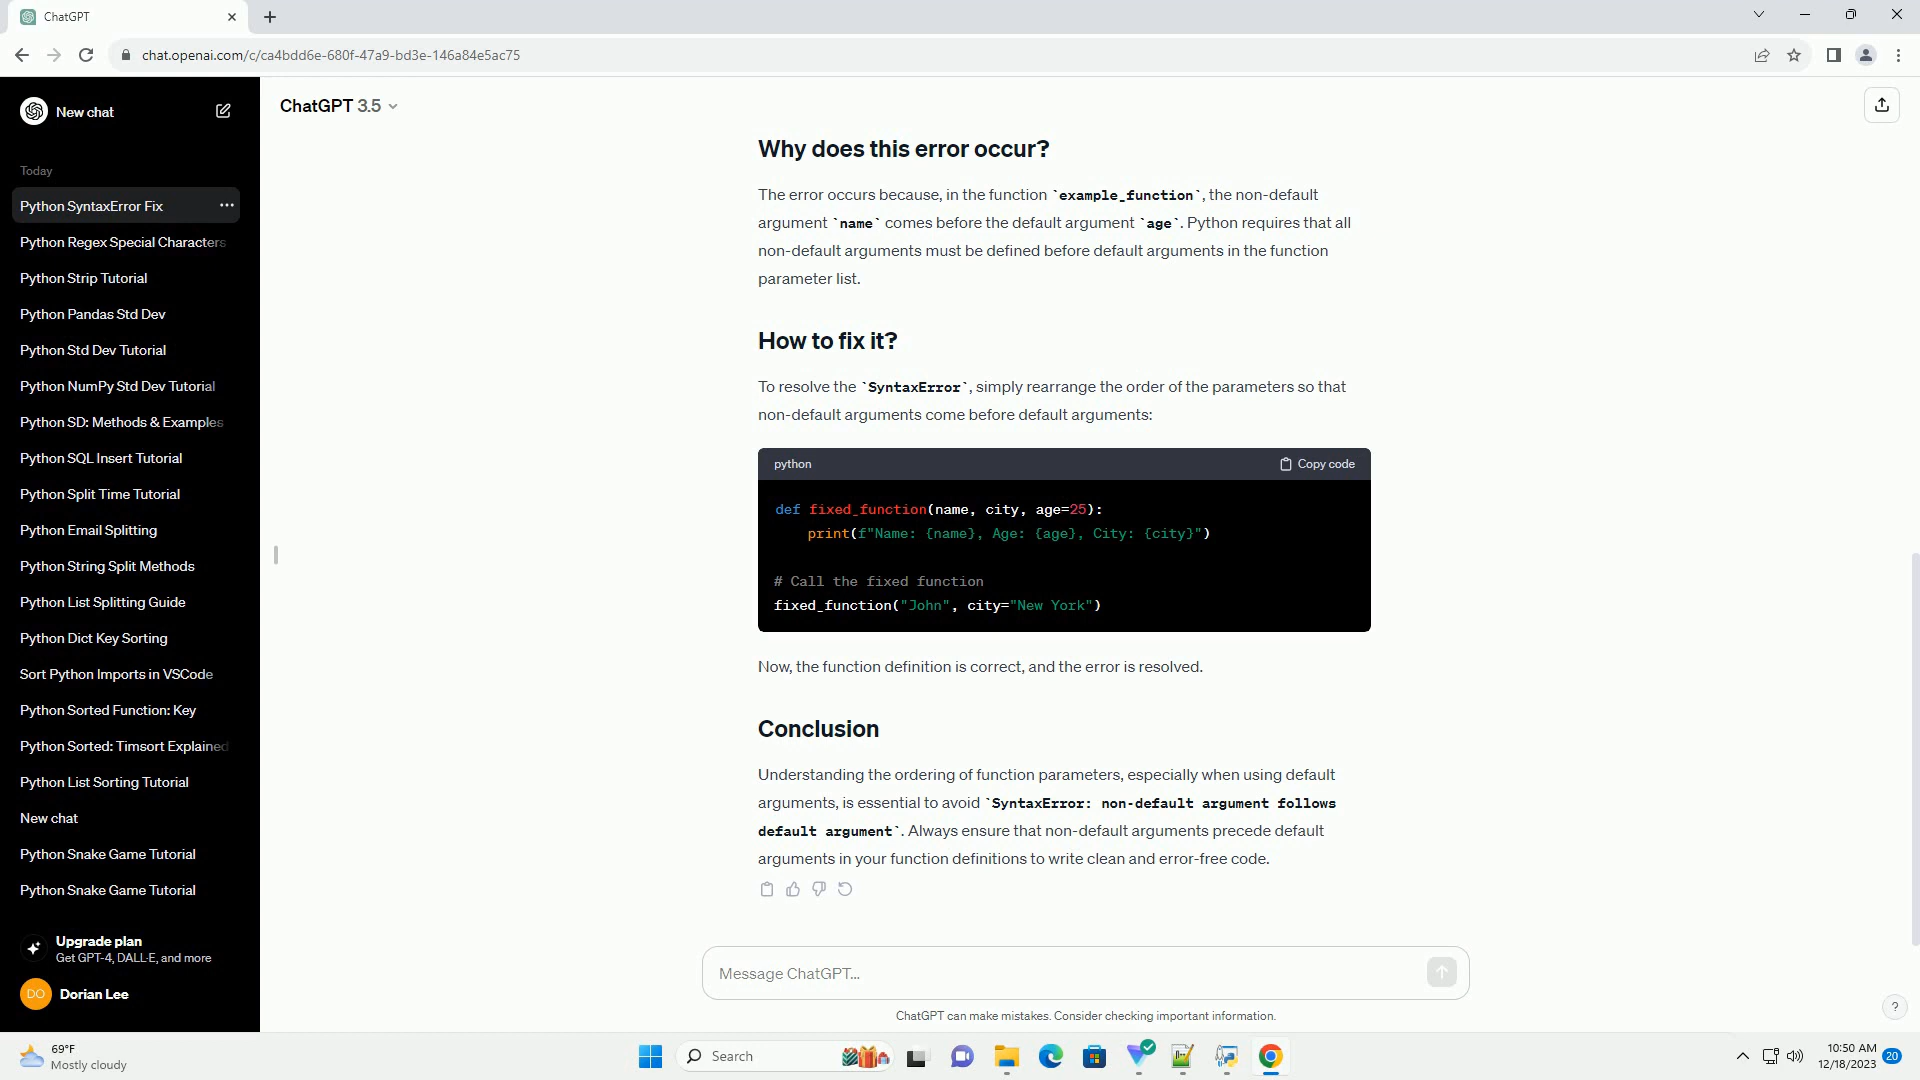 ChatGPT
chat.openai.com/c/ca4bdd6e-680f-47a9-bd3e-146a84e5ac75
New chat
Today
Python SyntaxError Fix
Python Regex Special Characters
Python Strip Tutorial
Python Pandas Std Dev
Python Std Dev Tutorial
Python NumPy Std Dev Tutorial
Python SD: Methods & Examples
Python SQL Insert Tutorial
Python Split Time Tutorial
Python Email Splitting
Python String Split Methods
Python List Splitting Guide
Python Dict Key Sorting
Sort Python Imports in VSCode
Python Sorted Function: Key
Python Sorted: Timsort Explained
Python List Sorting Tutorial
New chat
Python Snake Game Tutorial
Python Snake Game Tutorial
Upgrade plan
Get GPT-4, DALL·E, and more
DO Dorian Lee
ChatGPT 3.5
Why does this error occur?
The error occurs because, in the function `example_function`, the non-default
argument `name` comes before the default argument `age`. Python requires that all
non-default arguments must be defined before default arguments in the function
parameter list.
How to fix it?
To resolve the `SyntaxError`, simply rearrange the order of the parameters so that
non-default arguments come before default arguments:
python Copy code
def fixed_function(name, city, age=25):
print(f"Name: {name}, Age: {age}, City: {city}")
# Call the fixed function
fixed_function("John", city="New York")
Now, the function definition is correct, and the error is resolved.
Conclusion
Understanding the ordering of function parameters, especially when using default
arguments, is essential to avoid `SyntaxError: non-default argument follows
default argument`. Always ensure that non-default arguments precede default
arguments in your function definitions to write clean and error-free code.
Message ChatGPT...
ChatGPT can make mistakes. Consider checking important information.
?
69°F
Mostly cloudy
Search
10:50 AM
12/18/2023
20